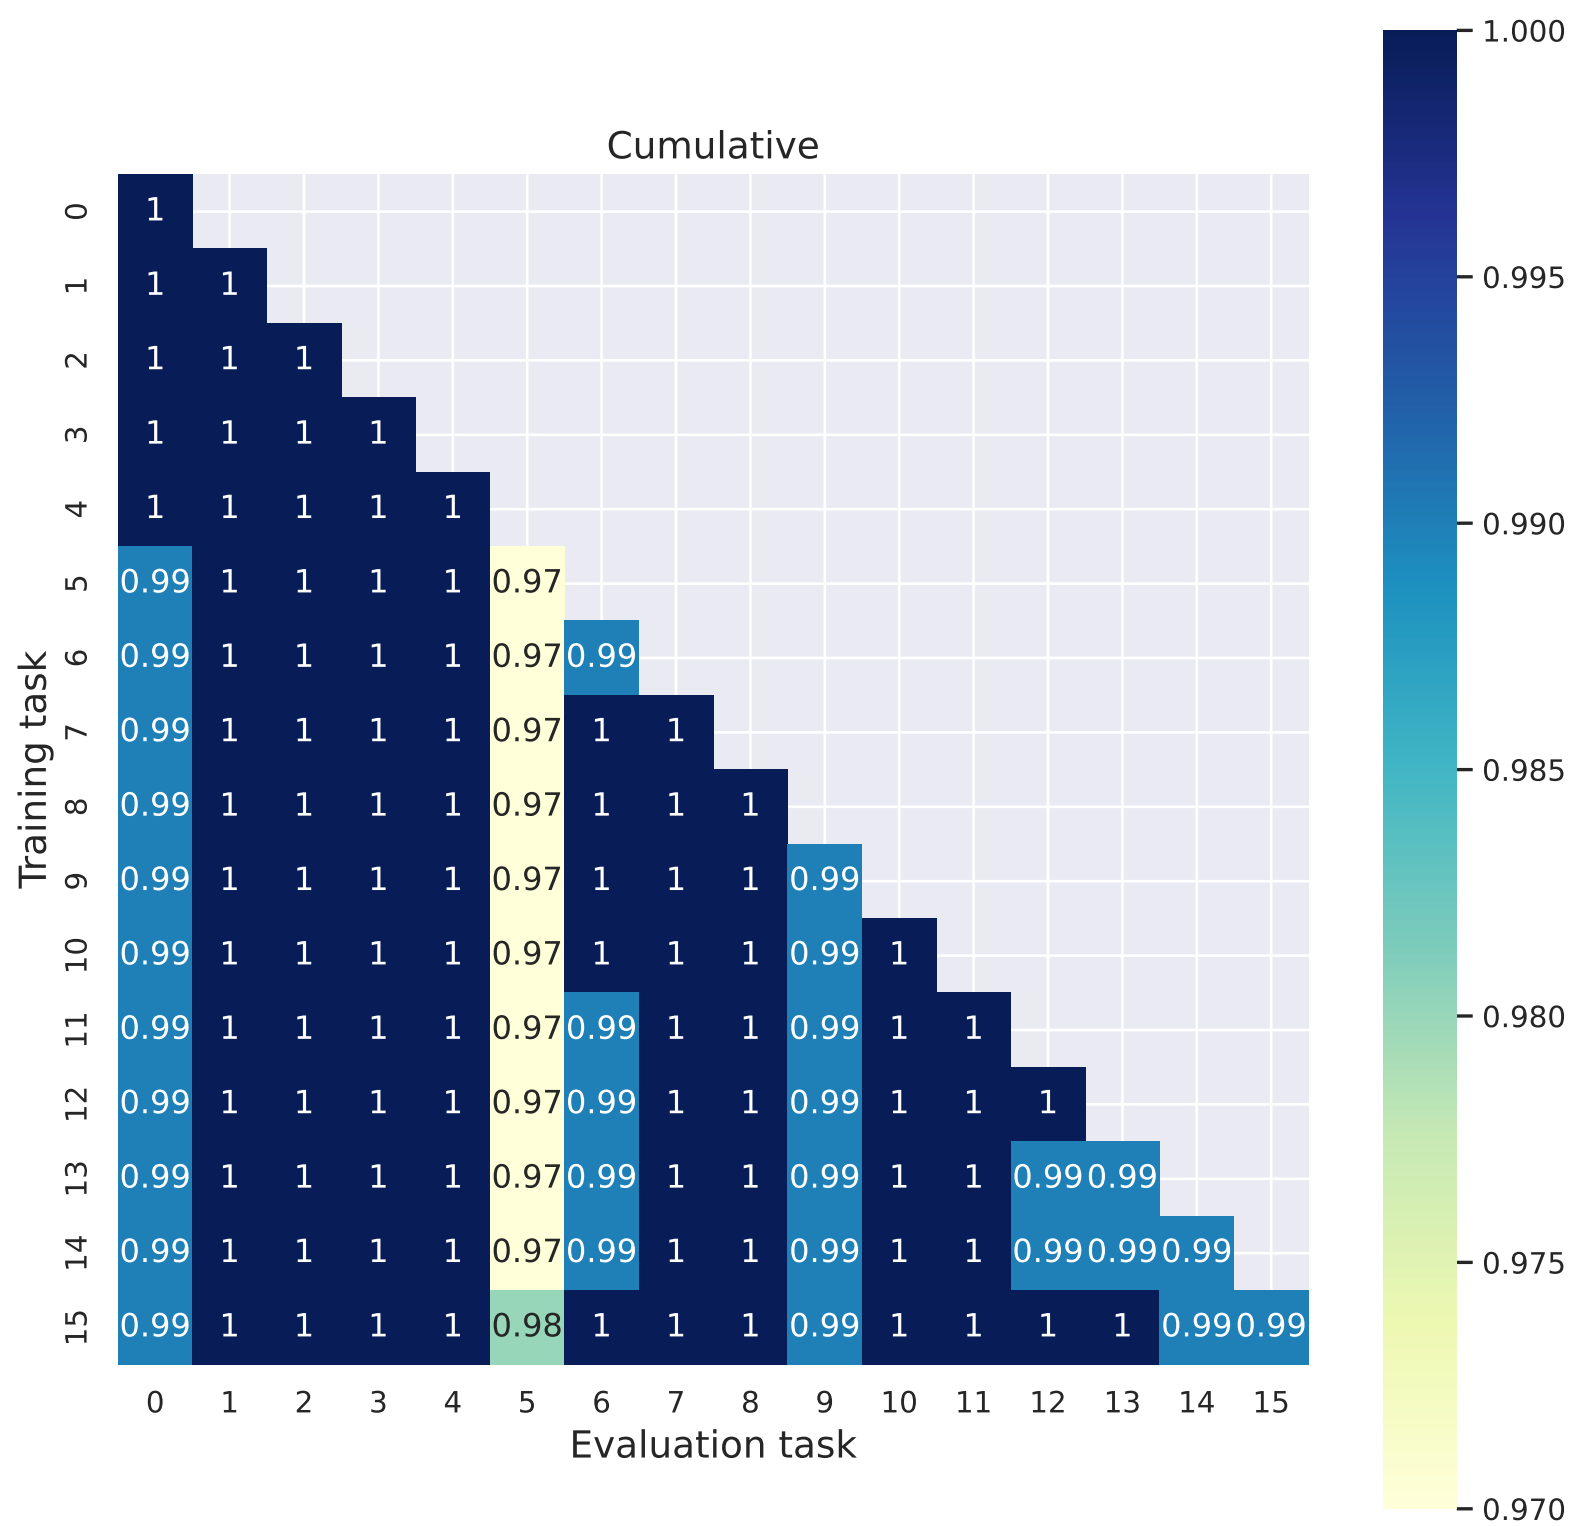 Cumulative
0 1
1 1 1
2 1 1 1
3 1 1 1 1
4 1 1 1 1 1
5 0.99 1 1 1 1 0.97
6 0.99 1 1 1 1 0.97 0.99
7 0.99 1 1 1 1 0.97 1 1
8 0.99 1 1 1 1 0.97 1 1 1
9 0.99 1 1 1 1 0.97 1 1 1 0.99
10 0.99 1 1 1 1 0.97 1 1 1 0.99 1
11 0.99 1 1 1 1 0.97 0.99 1 1 0.99 1 1
12 0.99 1 1 1 1 0.97 0.99 1 1 0.99 1 1 1
13 0.99 1 1 1 1 0.97 0.99 1 1 0.99 1 1 0.99 0.99
14 0.99 1 1 1 1 0.97 0.99 1 1 0.99 1 1 0.99 0.99 0.99
15 0.99 1 1 1 1 0.98 1 1 1 0.99 1 1 1 1 0.99 0.99
0 1 2 3 4 5 6 7 8 9 10 11 12 13 14 15
Evaluation task
Training task
1.000
0.995
0.990
0.985
0.980
0.975
0.970